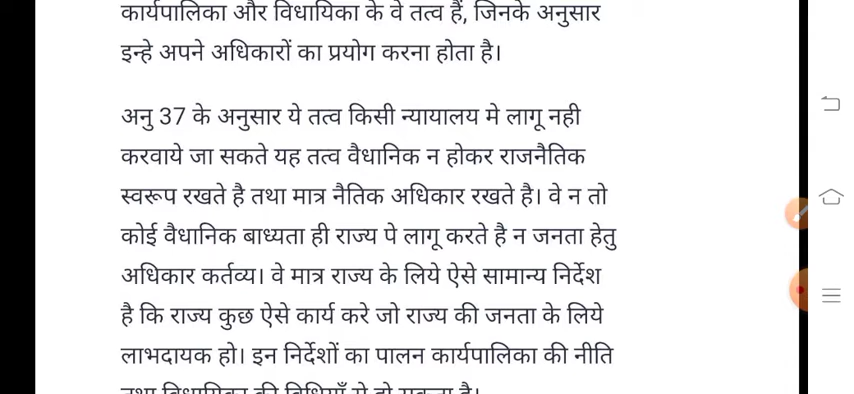 कार्यपालिका और विधायिका के वे तत्व हैं, जिनके अनुसार
इन्हे अपने अधिकारों का प्रयोग करना होता है।
अनु 37 के अनुसार ये तत्व किसी न्यायालय मे लागू नही
करवाये जा सकते यह तत्व वैधानिक न होकर राजनैतिक
स्वरूप रखते है तथा मात्र नैतिक अधिकार रखते है। वे न तो
कोई वैधानिक बाध्यता ही राज्य पे लागू करते है न जनता हेतु
अधिकार कर्तव्य। वे मात्र राज्य के लिये ऐसे सामान्य निर्देश
है कि राज्य कुछ ऐसे कार्य करे जो राज्य की जनता के लिये
लाभदायक हो। इन निर्देशों का पालन कार्यपालिका की नीति
तथा विधायिका की विधियाँ से हो सकता है।